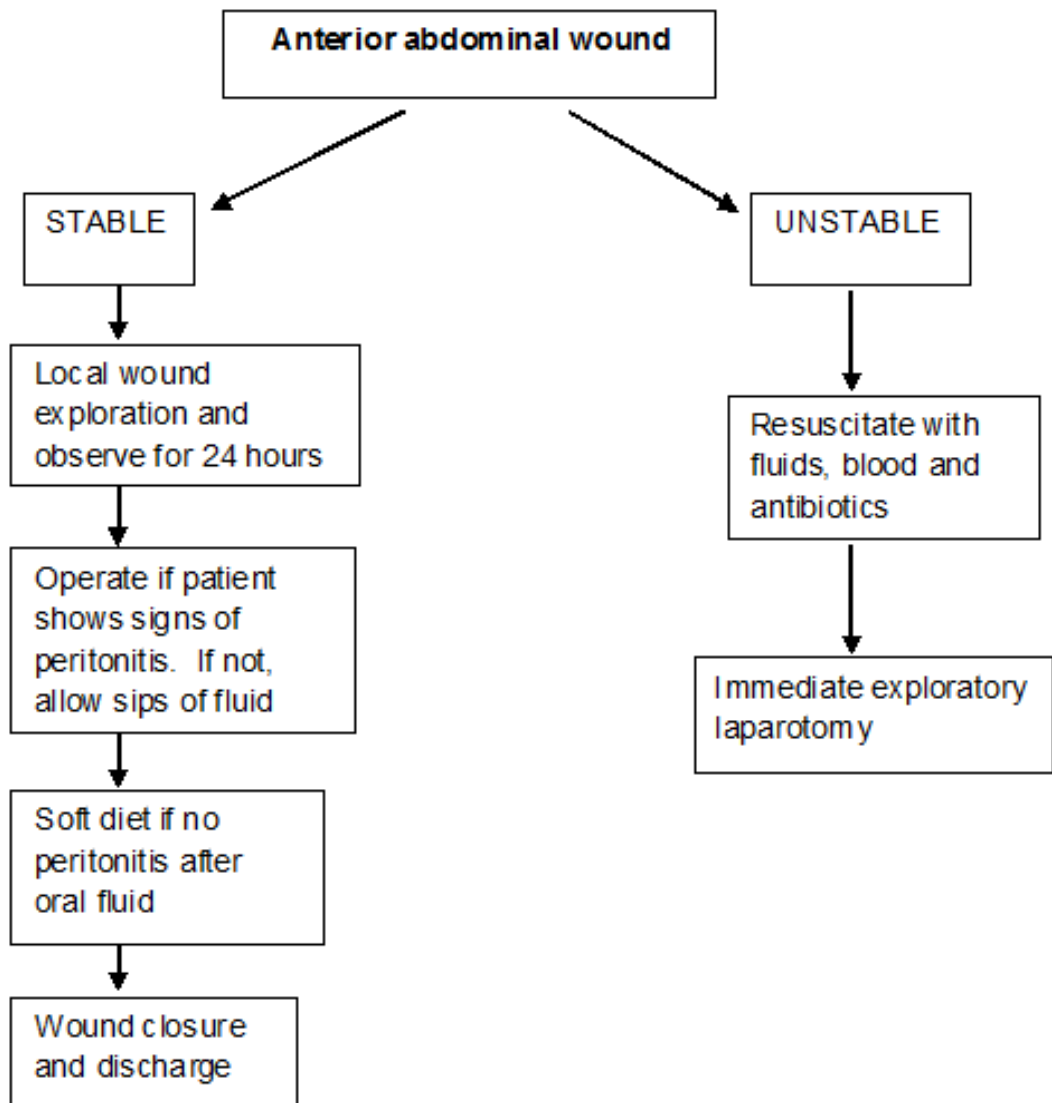 Anterior abdominal wound
STABLE
UNSTABLE
Local wound
exploration and
observe for 24 hours
Resuscitate with
fluids, blood and
antibiotics
Operate if patient
shows signs of
peritonitis.  If not,
allow sips of fluid
Immediate exploratory
laparotomy
Soft diet if no
peritonitis after
oral fluid
Wound closure
and discharge